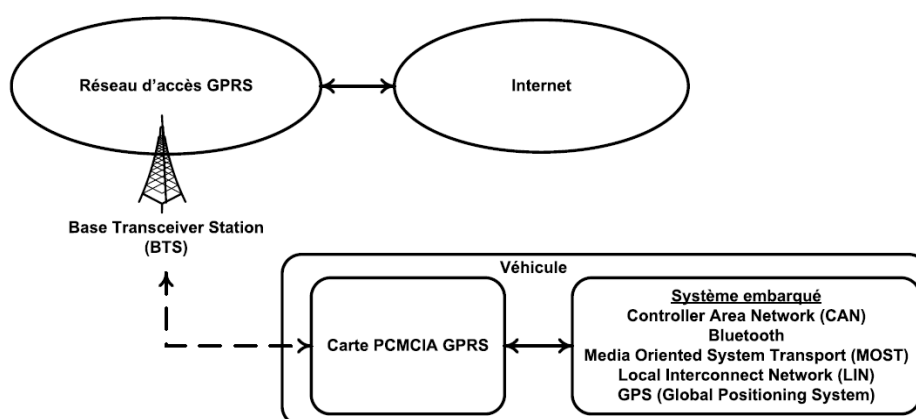 Réseau d'accès GPRS
Internet
Base Transceiver Station
(BTS)
Véhicule
Carte PCMCIA GPRS
Système embarqué
Controller Area Network (CAN)
Bluetooth
Media Oriented System Transport (MOST)
Local Interconnect Network (LIN)
GPS (Global Positioning System)